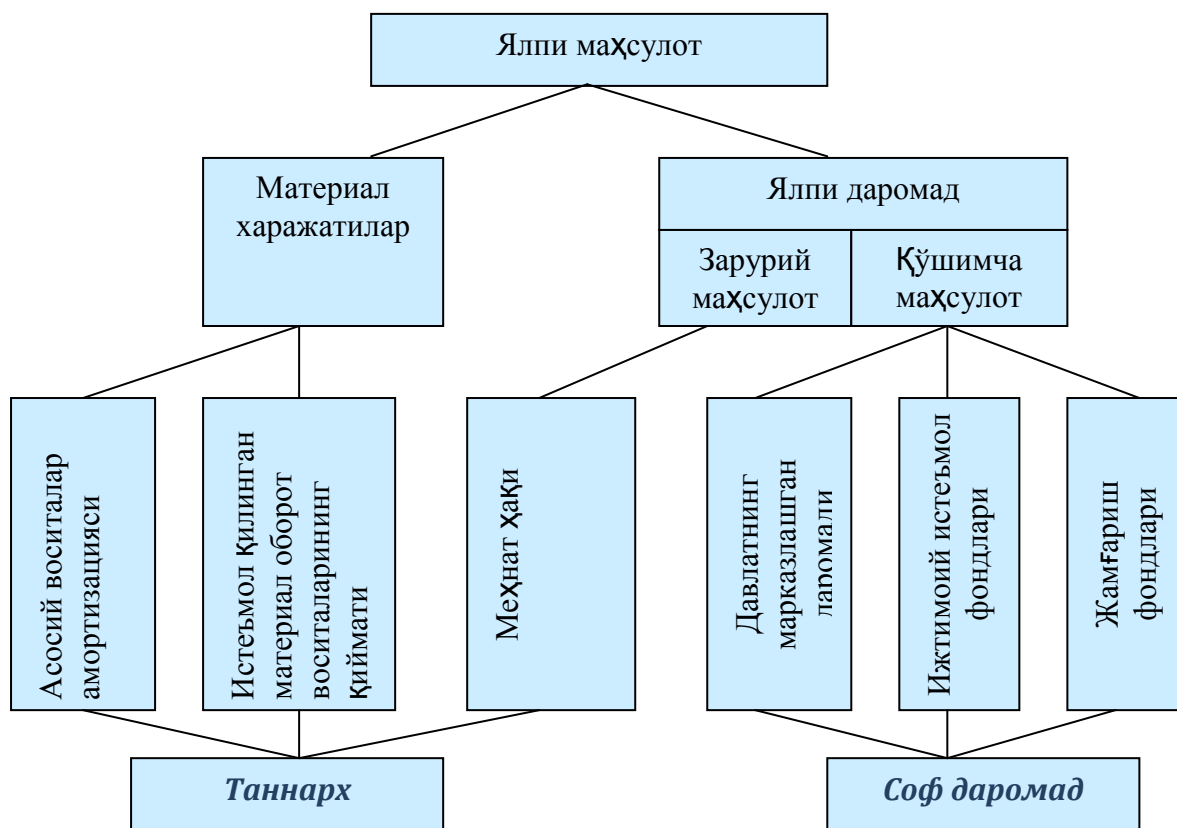 Ялпи маҳсулот
Материал
харажатилар
Ялпи даромад
Зарурий
маҳсулот
Қўшимча
маҳсулот
Асосий воситалар
амортизацияси
Истеъмол қилинган
материал оборот
воситаларининг
қиймати
Меҳнат ҳақи
Давлатнинг
марказлашган
даромади
Ижтимоий истеъмол
фондлари
Жамғариш
фондлари
Таннарх
Соф даромад